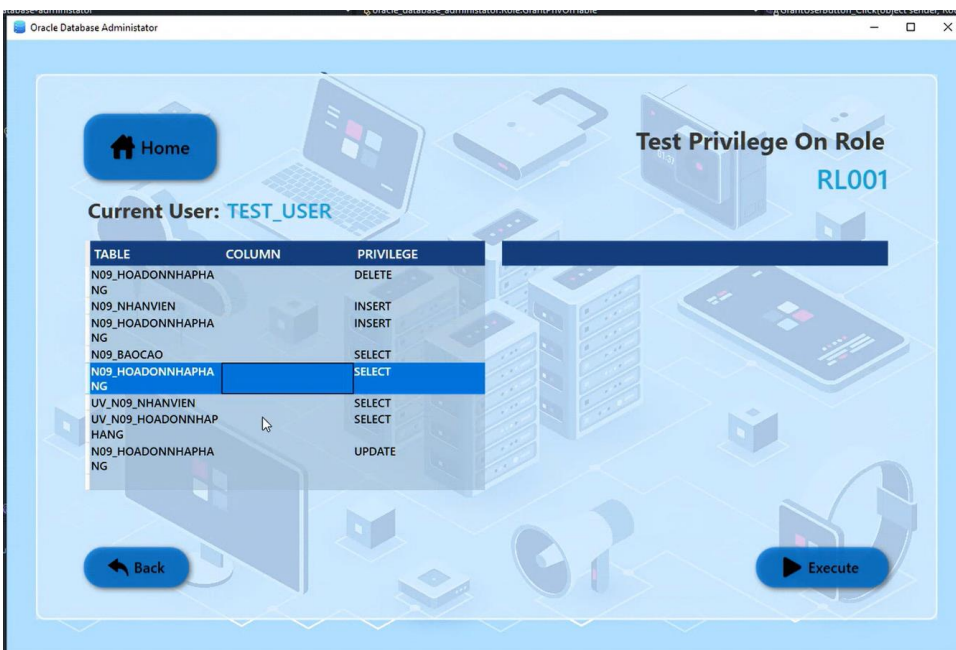 Oracle Database Administator
Home
Test Privilege On Role
RL001
Current User: TEST_USER
TABLE COLUMN PRIVILEGE
N09_HOADONNHAPHA DELETE
NG
N09_NHANVIEN INSERT
N09_HOADONNHAPHA INSERT
NG
N09_BAOCAO SELECT
N09_HOADONNHAPHA SELECT
NG
UV_N09_NHANVIEN SELECT
UV_N09_HOADONNHAP SELECT
HANG
N09_HOADONNHAPHA UPDATE
NG
Back
Execute